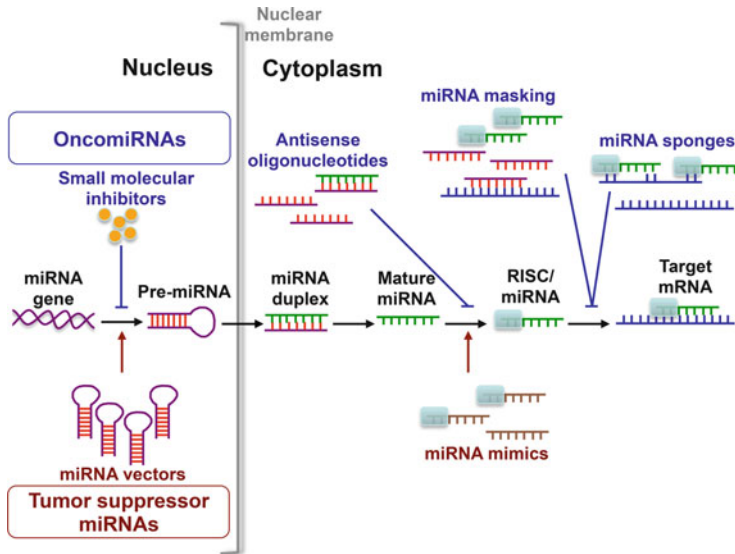 Nuclear
membrane
Nucleus
Cytoplasm
OncomiRNAs
Small molecular
inhibitors
Antisense
oligonucleotides
miRNA masking
miRNA sponges
miRNA
gene
Pre-miRNA
miRNA
duplex
Mature
miRNA
RISC/
miRNA
Target
mRNA
miRNA vectors
Tumor suppressor
miRNAs
miRNA mimics